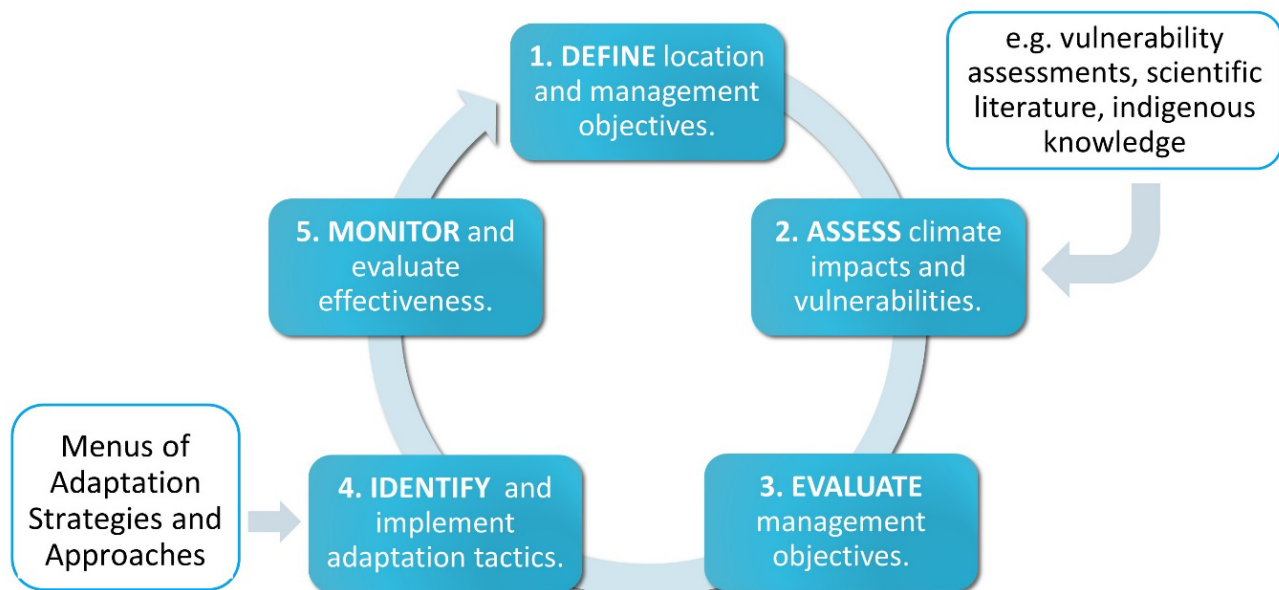 1. DEFINE location
and management
objectives.
e.g. vulnerability
assessments, scientific
literature, indigenous
knowledge
2. ASSESS climate
impacts and
vulnerabilities.
3. EVALUATE
management
objectives.
4. IDENTIFY and
implement
adaptation tactics.
Menus of
Adaptation
Strategies and
Approaches
5. MONITOR and
evaluate
effectiveness.